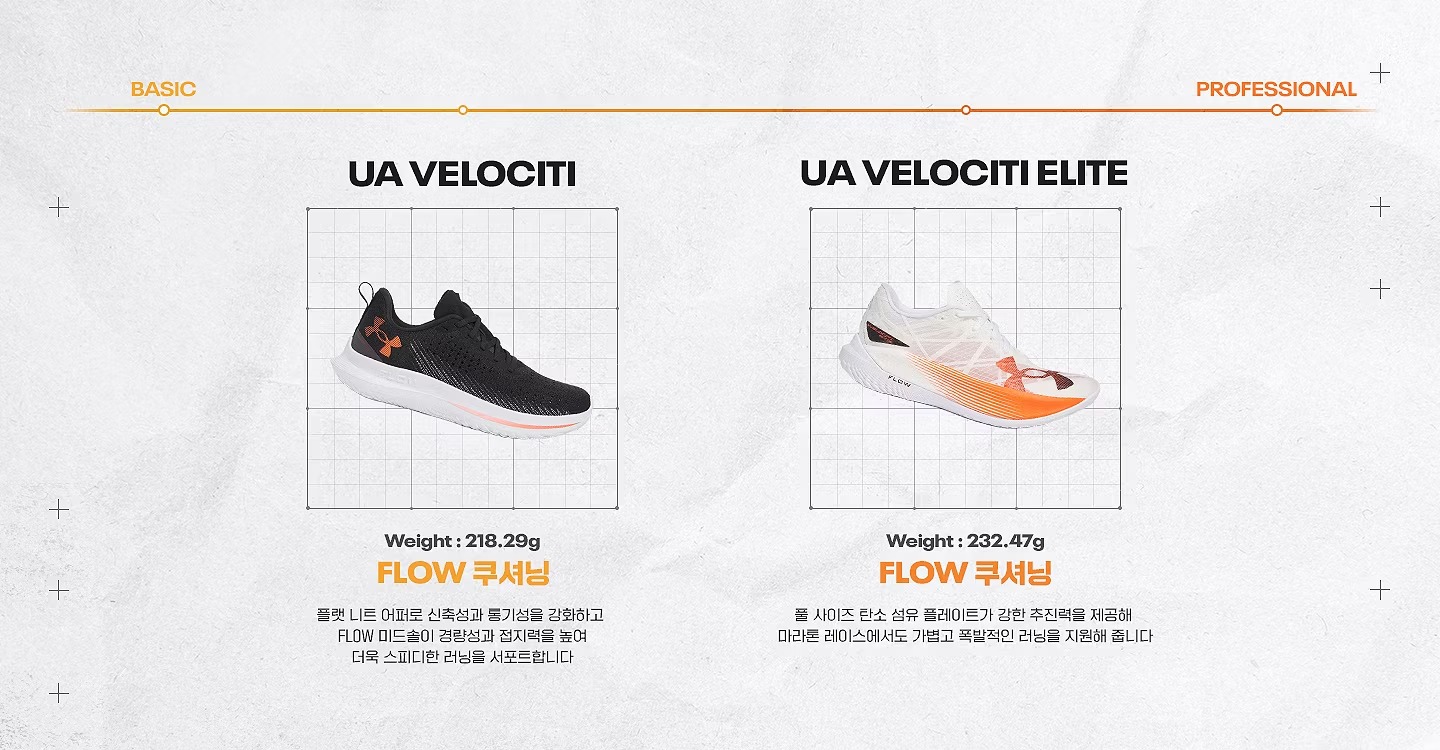 BASIC
PROFESSIONAL
UA VELOCITI
UA VELOCITI ELITE
FLOW
Weight : 218.29g
FLOW 쿠셔닝
플랫 니트 어퍼로 신축성과 통기성을 강화하고
FLOW 미드솔이 경량성과 접지력을 높여
더욱 스피디한 러닝을 서포트합니다
Weight : 232.47g
FLOW 쿠셔닝
풀 사이즈 탄소 섬유 플레이트가 강한 추진력을 제공해
마라톤 레이스에서도 가볍고 폭발적인 러닝을 지원해 줍니다